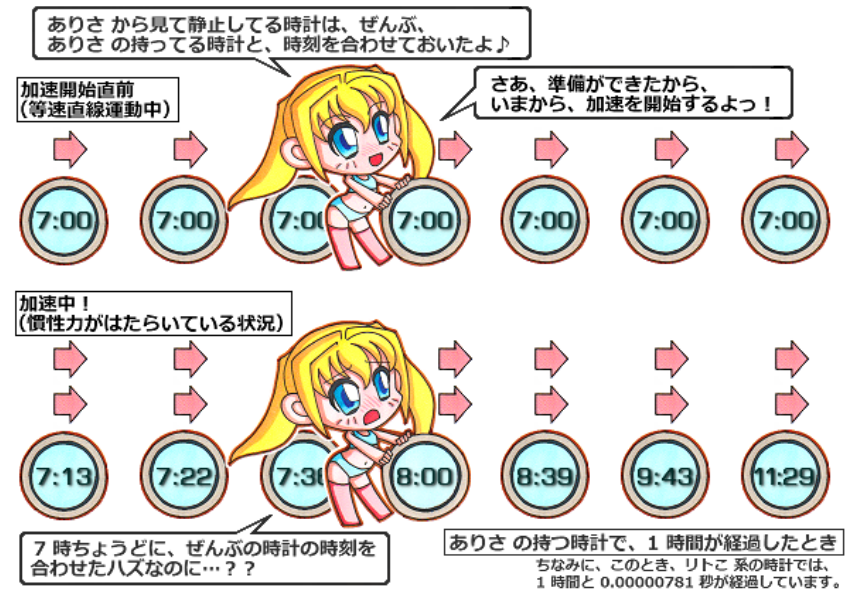 ありさ から見て静止してる時計は、ぜんぶ、
ありさ の持ってる時計と、時刻を合わせておいたよ♪
さあ、準備ができたから、
いまから、加速を開始するよっ！
加速開始直前
（等速直線運動中）
7:00 7:00 7:00 7:00 7:00 7:00
加速中！
（慣性力がはたらいている状況）
7:13 7:22 8:00 8:39 9:43 11:29
7 時ちょうどに、ぜんぶの時計の時刻を
合わせたハズなのに…？？
ありさ の持つ時計で、1 時間が経過したとき
ちなみに、このとき、リトこ 系の時計では、
1 時間と 0.00000781 秒が経過しています。